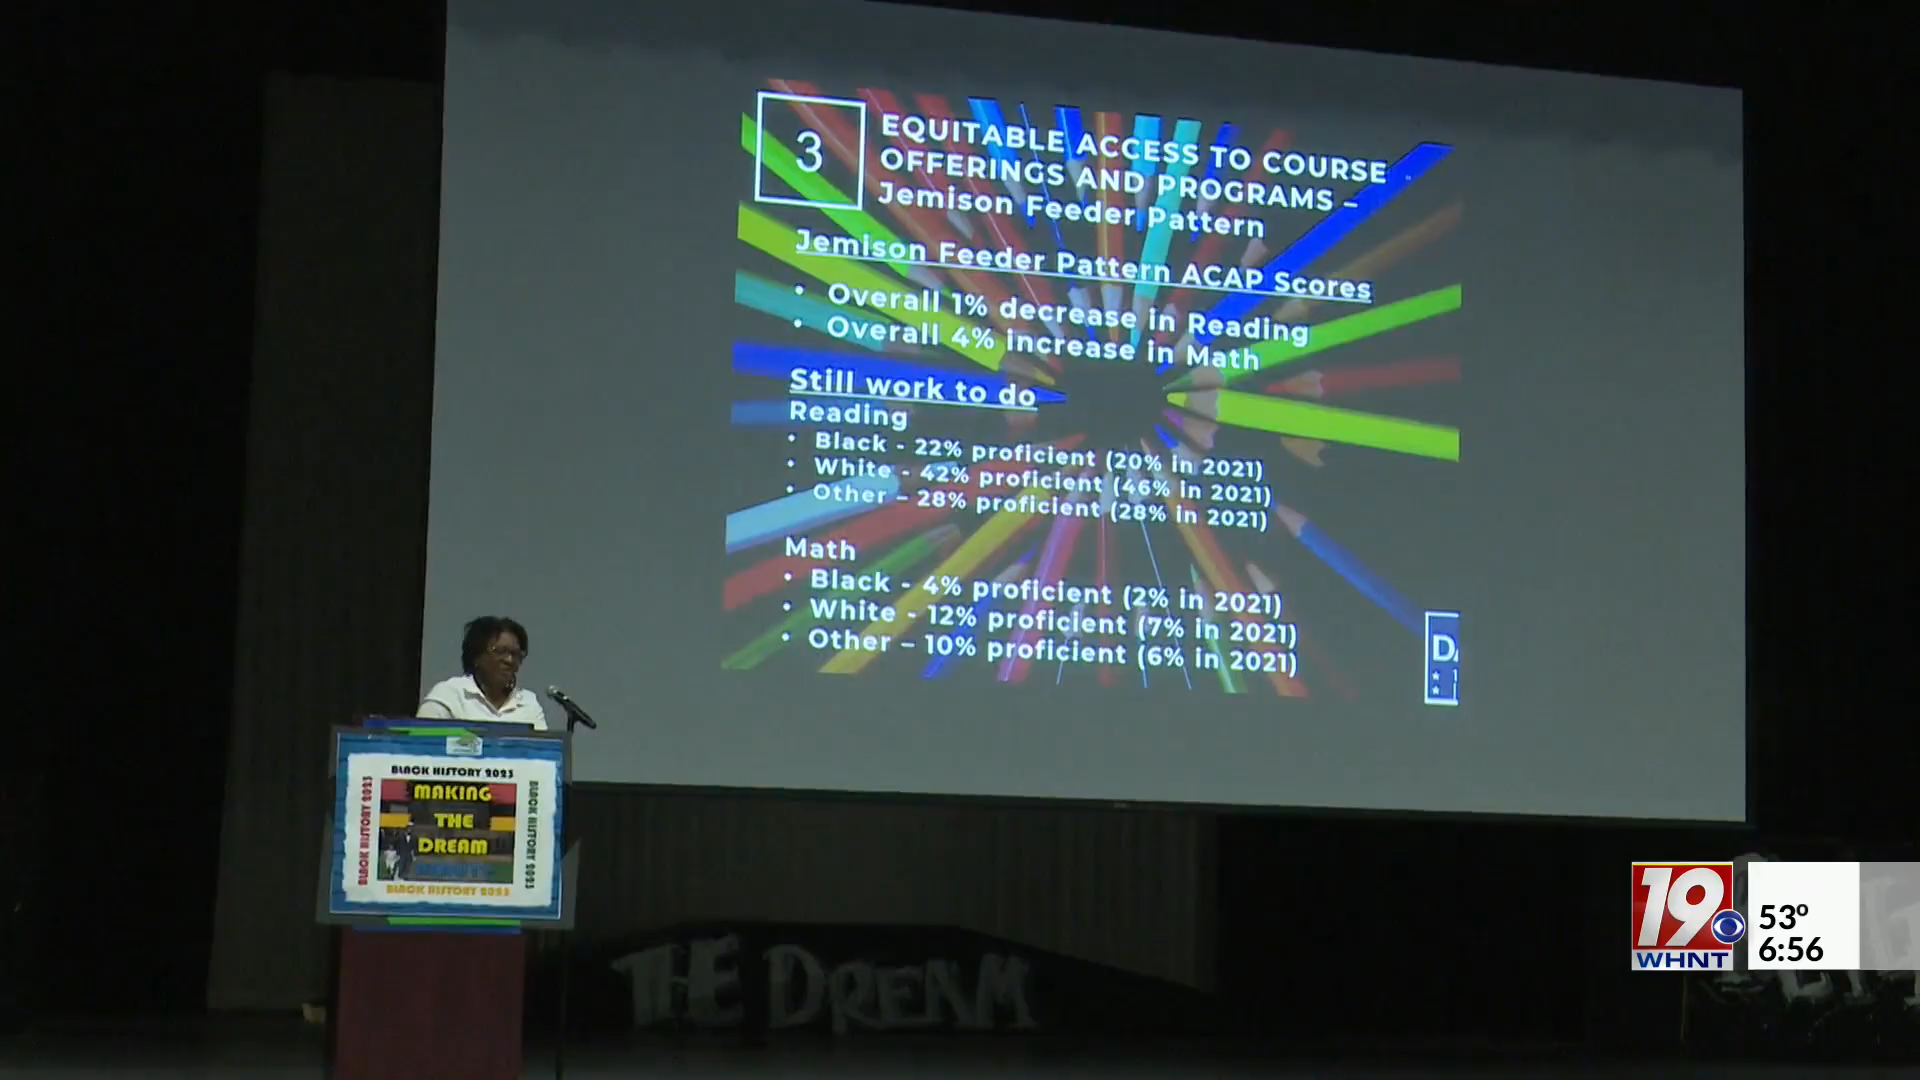 3
EQUITABLE ACCESS TO COURSE
OFFERINGS AND PROGRAMS –
Jemison Feeder Pattern
Jemison Feeder Pattern ACAP Scores
• Overall 1% decrease in Reading
• Overall 4% increase in Math
Still work to do
Reading
• Black - 22% proficient (20% in 2021)
• White - 42% proficient (46% in 2021)
• Other – 28% proficient (28% in 2021)
Math
• Black - 4% proficient (2% in 2021)
• White - 12% proficient (7% in 2021)
• Other – 10% proficient (6% in 2021)
BLACK HISTORY 2023
BLACK HISTORY 2023
BLACK HISTORY 2023
MAKING
THE
DREAM
BLACK HISTORY 2023
THE DREAM
19
WHNT
53º
6:56